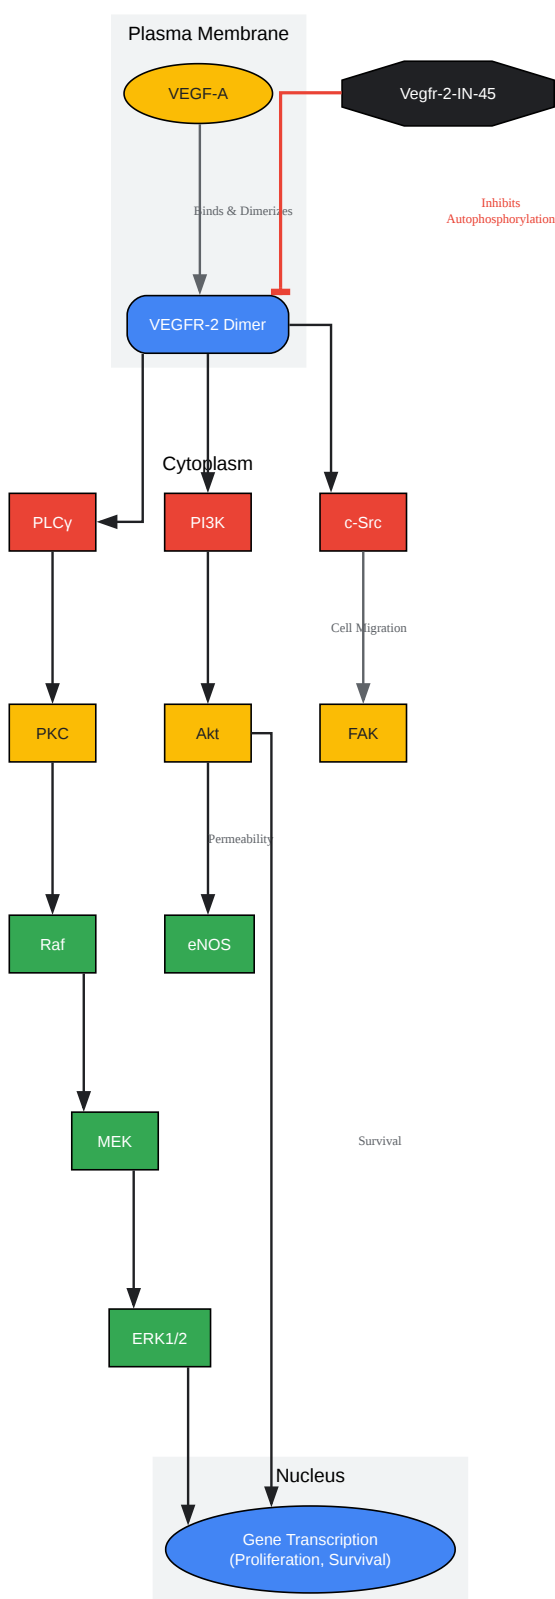 Plasma Membrane
VEGF-A
Vegfr-2-IN-45
Binds & Dimerizes
Inhibits
Autophosphorylation
VEGFR-2 Dimer
Cytoplasm
PLCγ
PI3K
c-Src
Cell Migration
PKC
Akt
FAK
Permeability
Raf
eNOS
MEK
Survival
ERK1/2
Nucleus
Gene Transcription
(Proliferation, Survival)